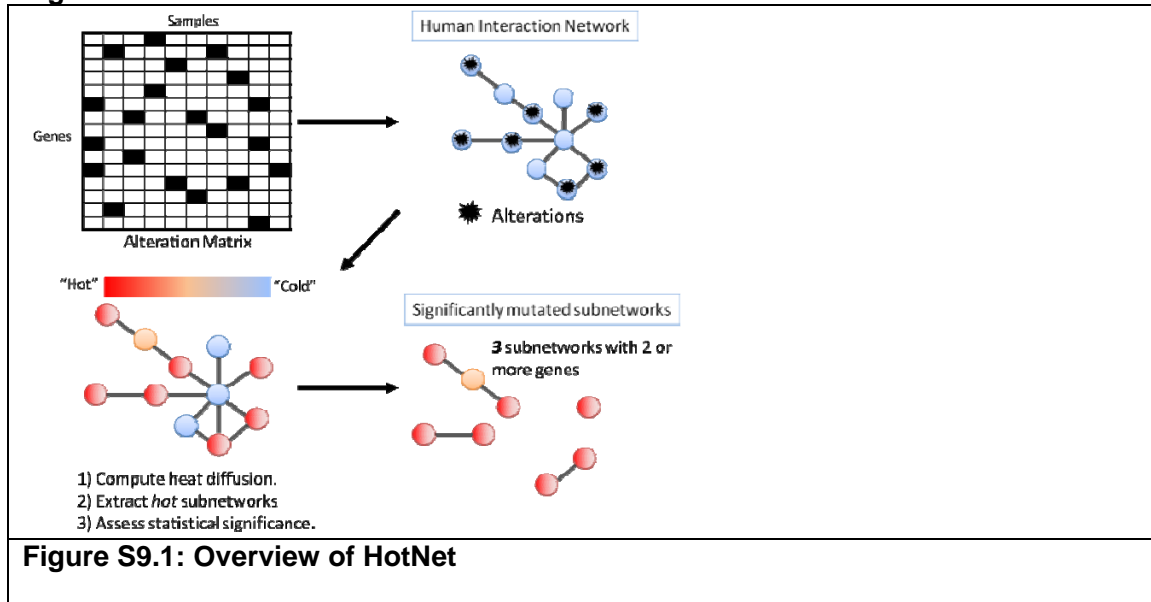 Samples
Genes
Alteration Matrix
Human Interaction Network
Alterations
"Hot"
"Cold"
1) Compute heat diffusion.
2) Extract hot subnetworks
3) Assess statistical significance.
Significantly mutated subnetworks
3 subnetworks with 2 or
more genes
Figure S9.1: Overview of HotNet